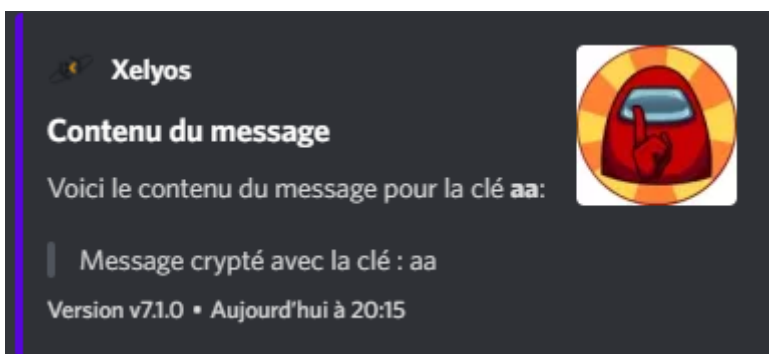 Xelyos
Contenu du message
Voici le contenu du message pour la clé aa:
Message crypté avec la clé : aa
Version v7.1.0 • Aujourd'hui à 20:15